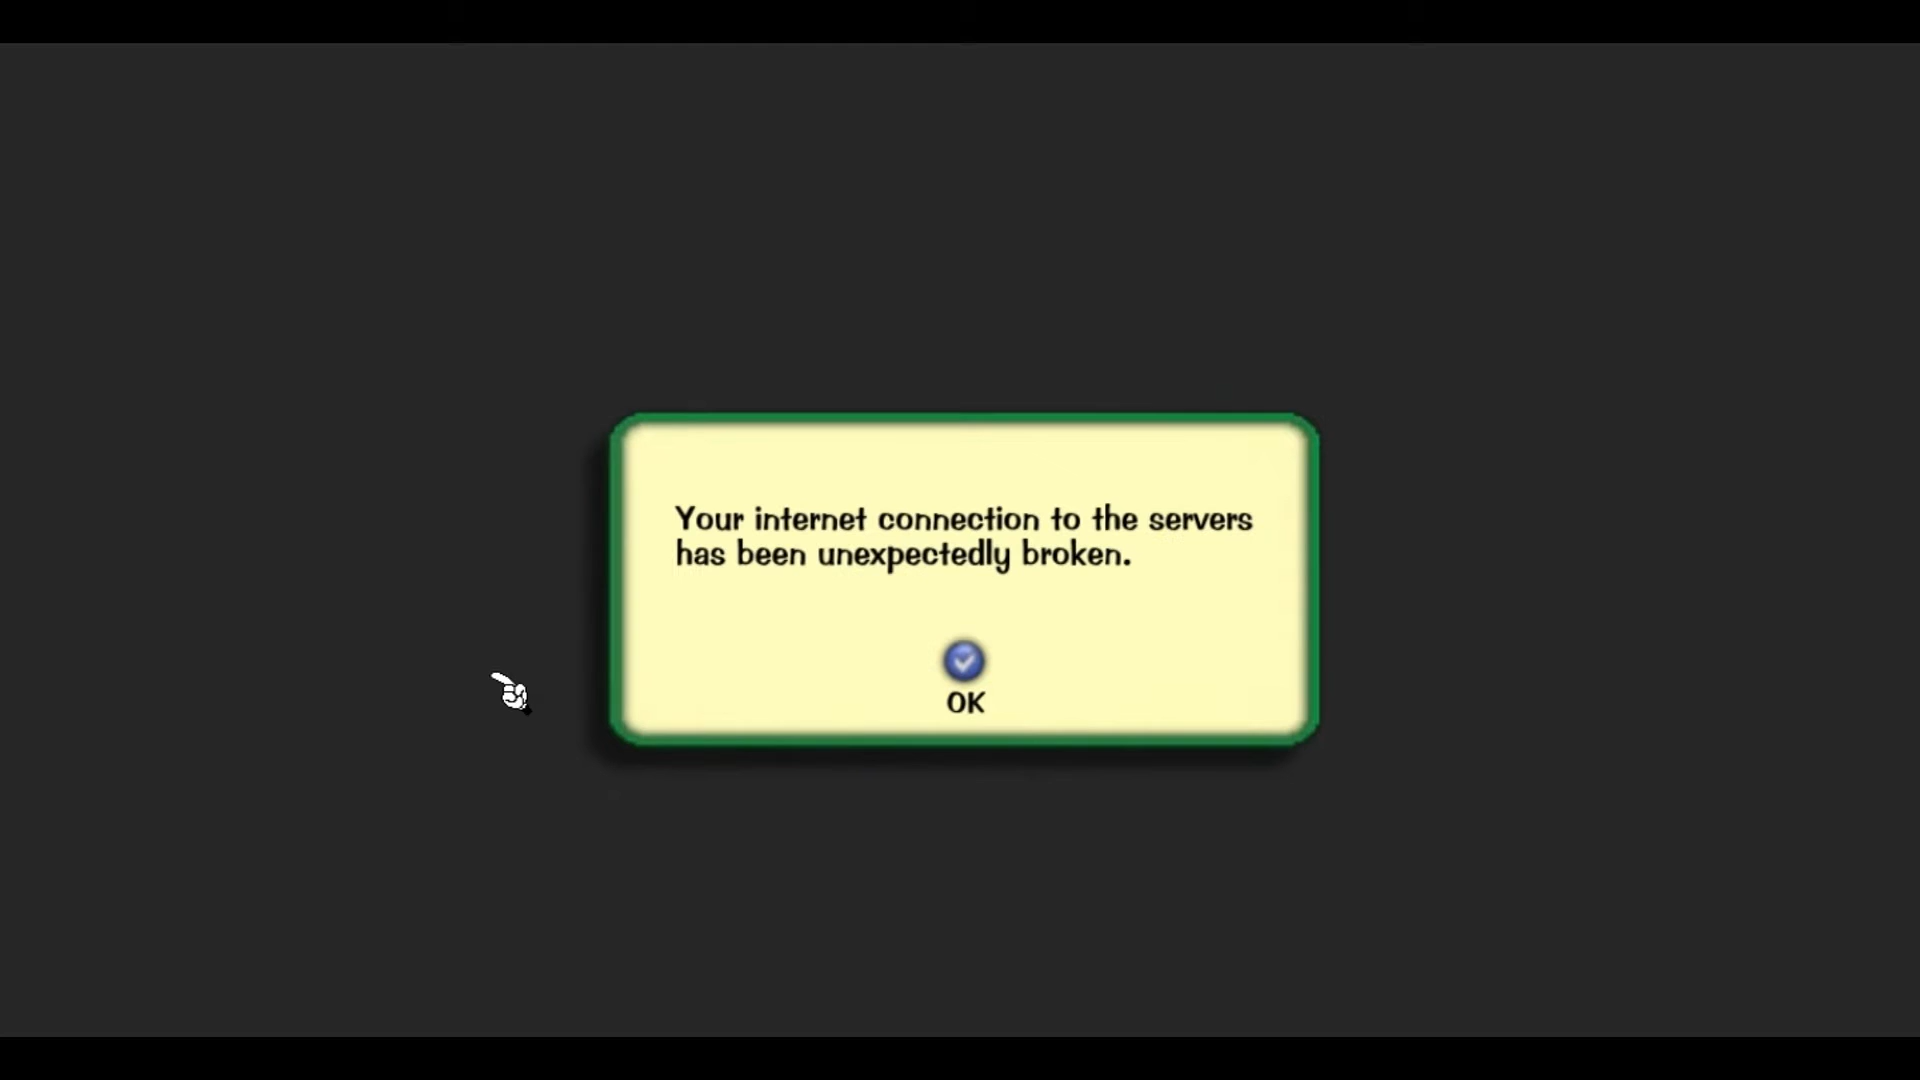 Your internet connection to the servers
has been unexpectedly broken.
OK